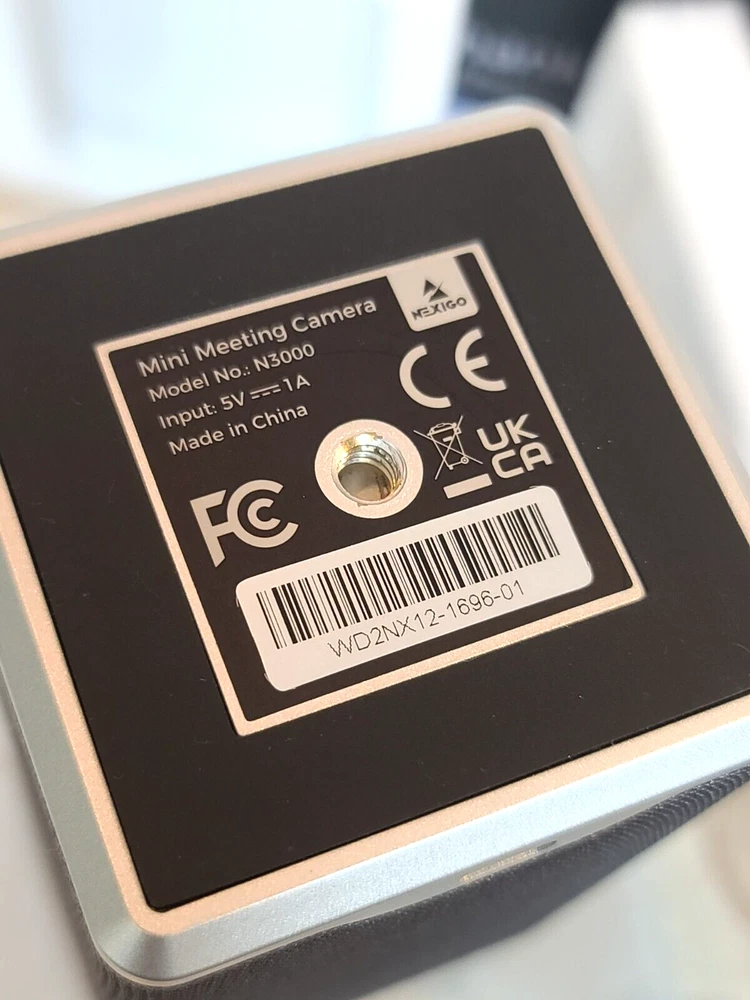 NEXIGO
Mini Meeting Camera
Model No.: N3000
Input: 5V ⎓ 1A
Made in China
CE
UK
CA
FC
WD2NX12-1696-01